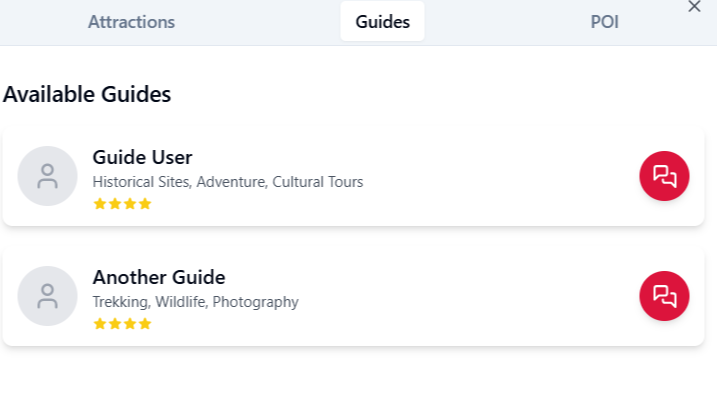 Attractions
Guides
POI
Available Guides
Guide User
Historical Sites, Adventure, Cultural Tours
Another Guide
Trekking, Wildlife, Photography